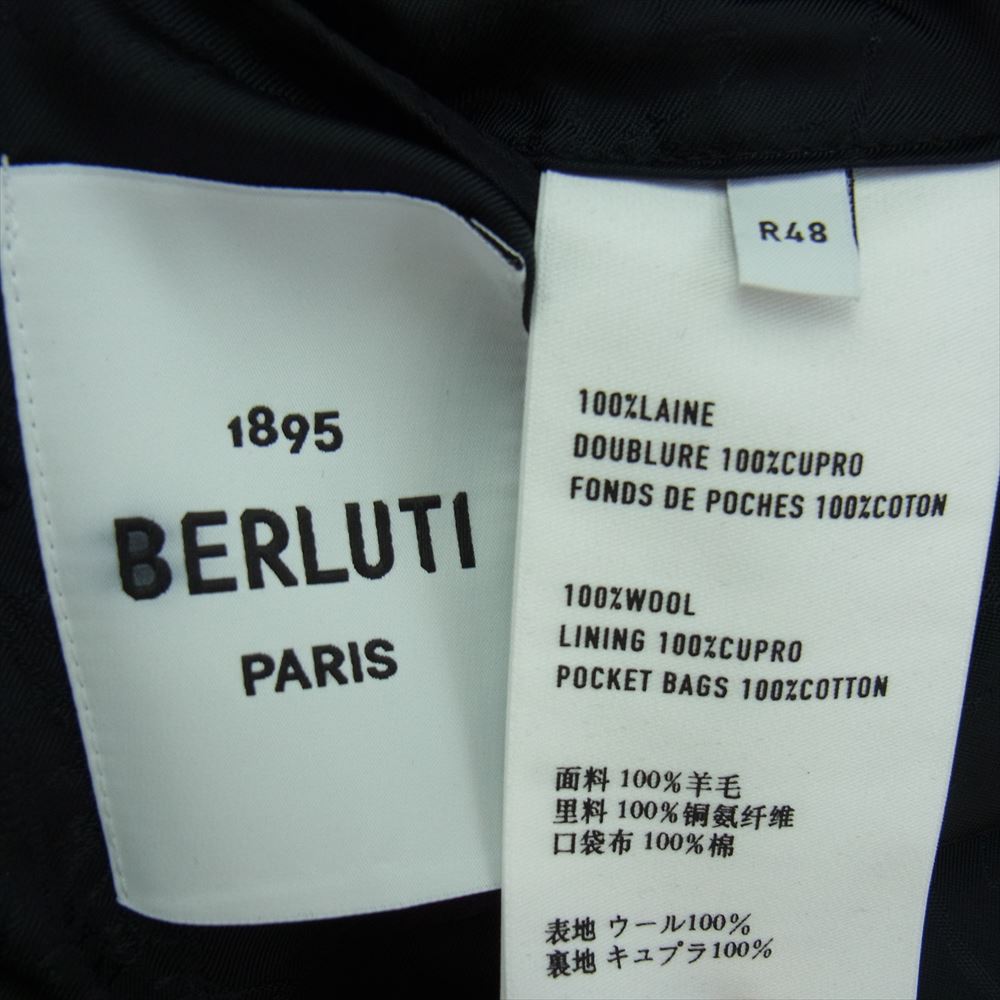 1895
BERLUTI
PARIS
R48
100%LAINE
DOUBLURE 100%CUPRO
FONDS DE POCHES 100%COTON
100%WOOL
LINING 100%CUPRO
POCKET BAGS 100%COTTON
面料 100%羊毛
里料 100%铜氨纤维
口袋布 100%棉
表地 ウール100%
裏地 キュプラ100%